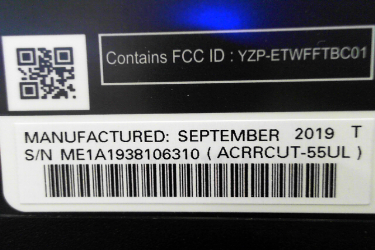 Contains FCC ID : YZP-ETWFFTBC01
MANUFACTURED: SEPTEMBER 2019 T
S/N ME1A1938106310 ( ACRRCUT-55UL )